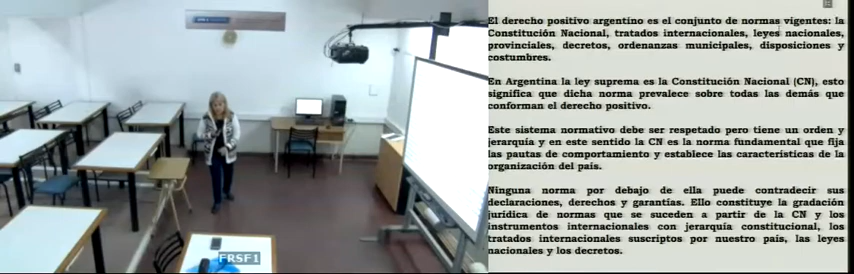 FRSF1
El derecho positivo argentino es el conjunto de normas vigentes: la
Constitución Nacional, tratados internacionales, leyes nacionales,
provinciales, decretos, ordenanzas municipales, disposiciones y
costumbres.
En Argentina la ley suprema es la Constitución Nacional (CN), esto
significa que dicha norma prevalece sobre todas las demás que
conforman el derecho positivo.
Este sistema normativo debe ser respetado pero tiene un orden y
jerarquía y en este sentido la CN es la norma fundamental que fija
las pautas de comportamiento y establece las características de la
organización del país.
Ninguna norma por debajo de ella puede contradecir sus
declaraciones, derechos y garantías. Ello constituye la gradación
jurídica de normas que se suceden a partir de la CN y los
instrumentos internacionales con jerarquía constitucional, los
tratados internacionales suscriptos por nuestro país, las leyes
nacionales y los decretos.